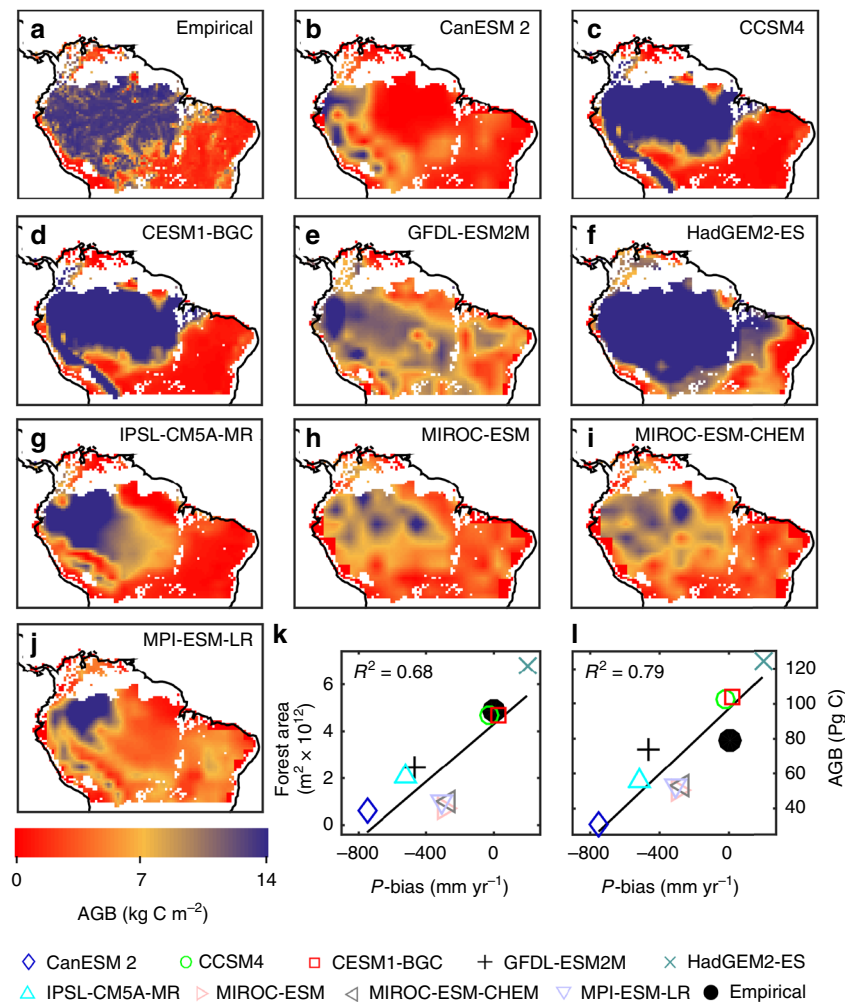 a Empirical
b CanESM 2
c CCSM4
d CESM1-BGC
e GFDL-ESM2M
f HadGEM2-ES
g IPSL-CM5A-MR
h MIROC-ESM
i MIROC-ESM-CHEM
j MPI-ESM-LR
0 7 14
AGB (kg C m⁻²)
k
R² = 0.68
Forest area
(m² × 10¹²)
6
4
2
0
−800 −400 0
P-bias (mm yr⁻¹)
l
R² = 0.79
120
100
80
60
40
AGB (Pg C)
−800 −400 0
P-bias (mm yr⁻¹)
CanESM 2 CCSM4 CESM1-BGC GFDL-ESM2M HadGEM2-ES
IPSL-CM5A-MR MIROC-ESM MIROC-ESM-CHEM MPI-ESM-LR Empirical